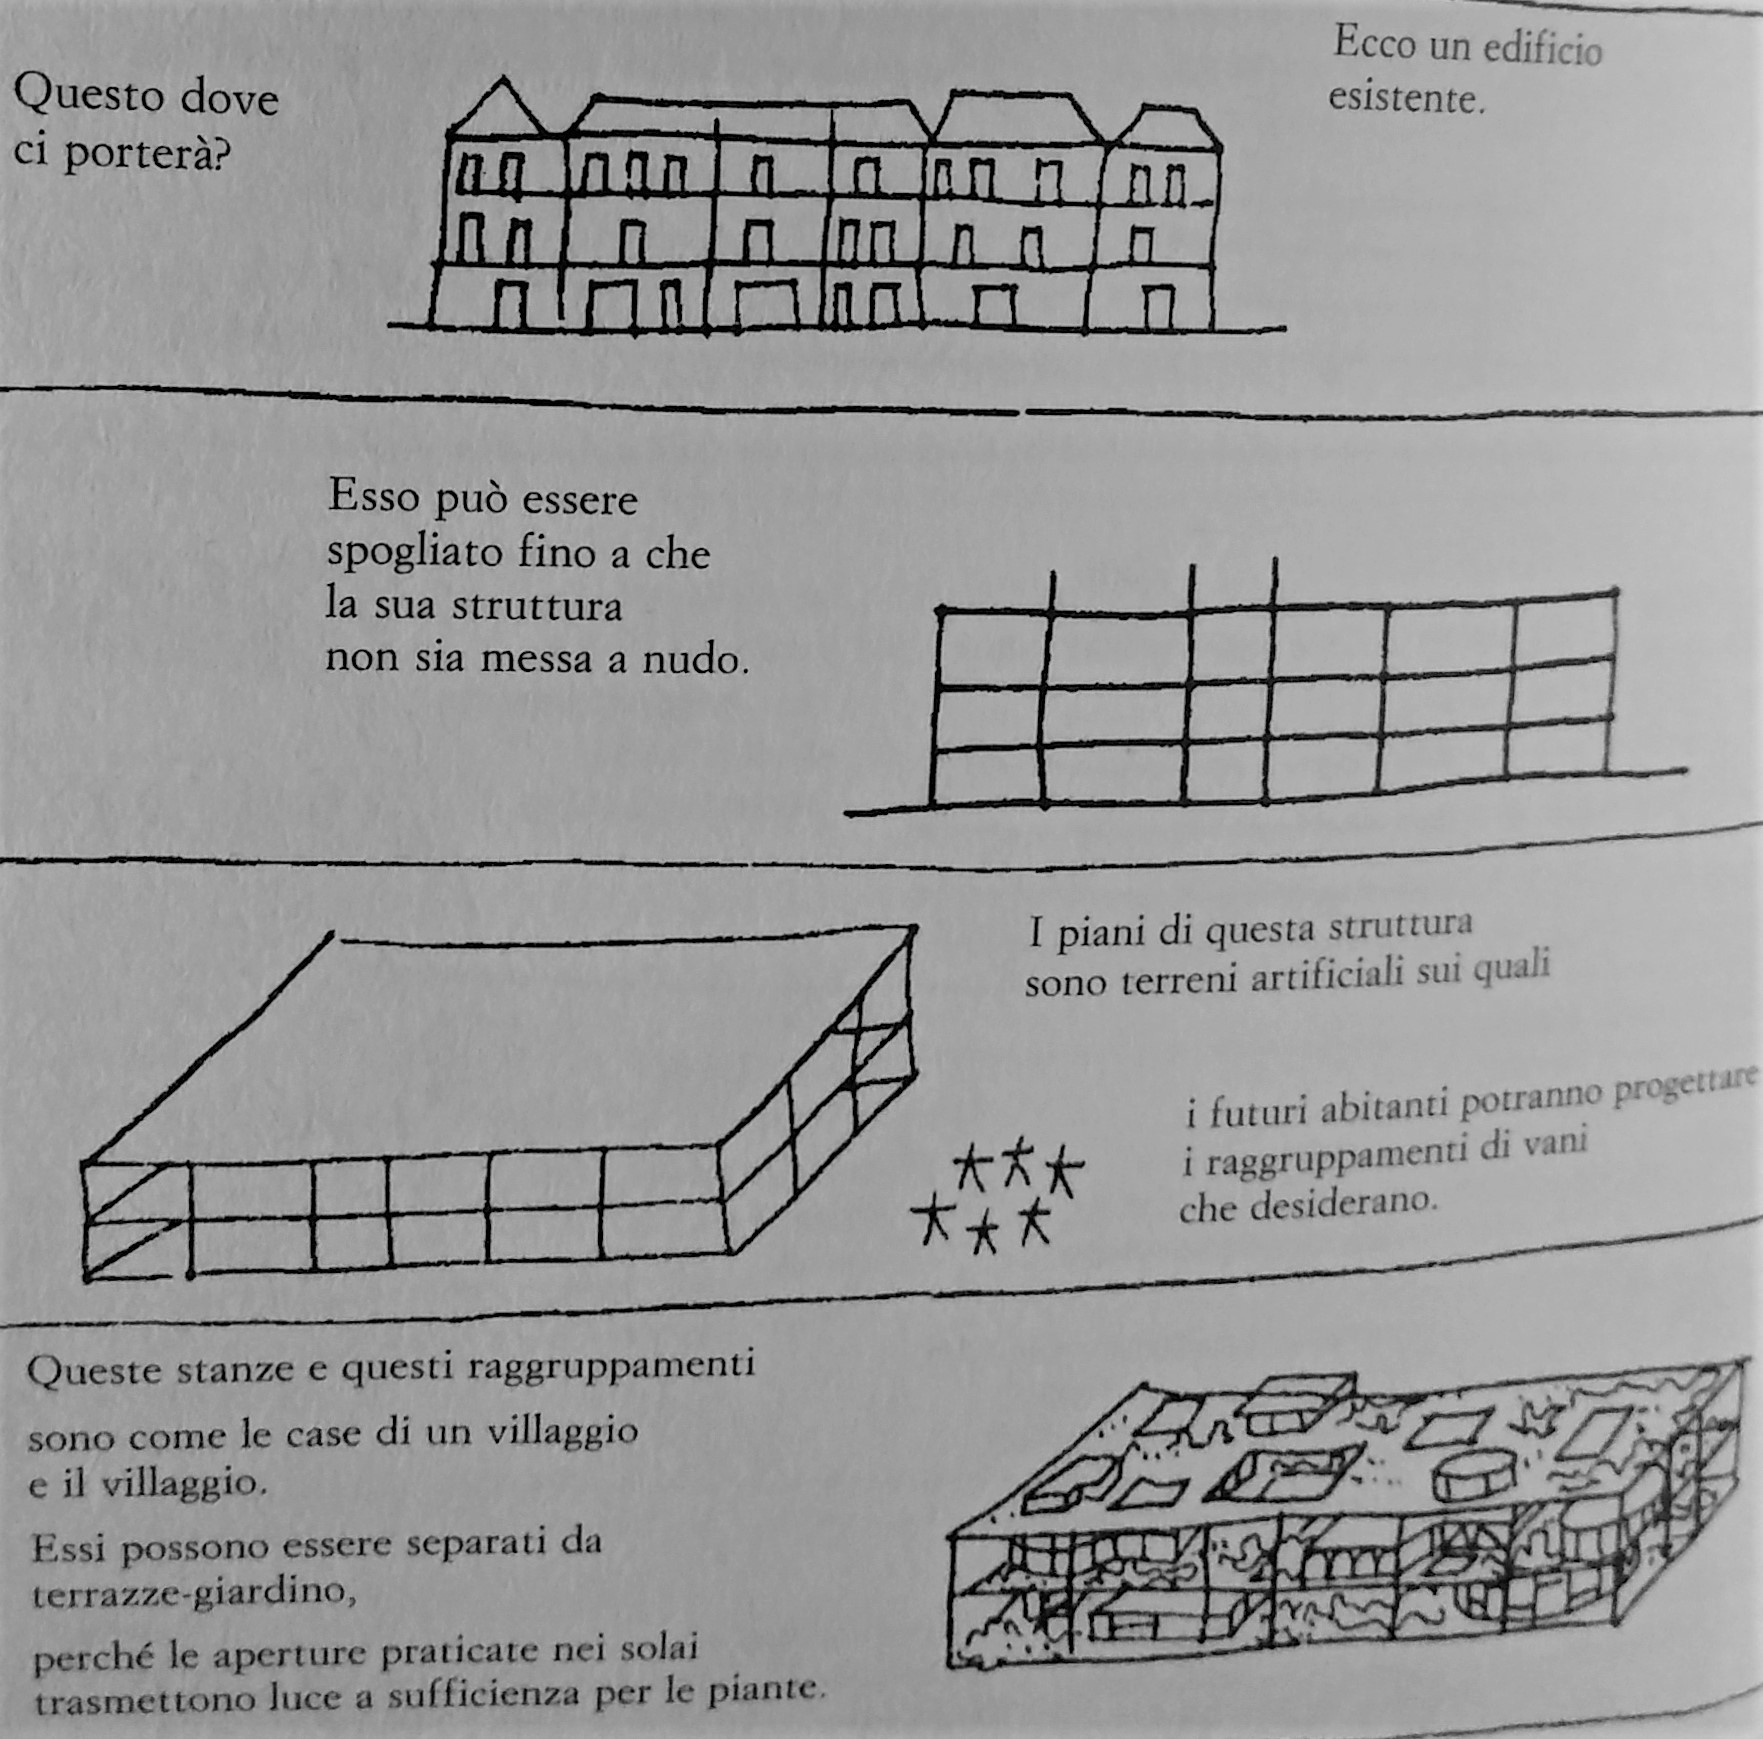 Questo dove
ci porterà?
Ecco un edificio
esistente.
Esso può essere
spogliato fino a che
la sua struttura
non sia messa a nudo.
I piani di questa struttura
sono terreni artificiali sui quali
i futuri abitanti potranno progettare
i raggruppamenti di vani
che desiderano.
Queste stanze e questi raggruppamenti
sono come le case di un villaggio
e il villaggio.
Essi possono essere separati da
terrazze-giardino,
perché le aperture praticate nei solai
trasmettono luce a sufficienza per le piante.